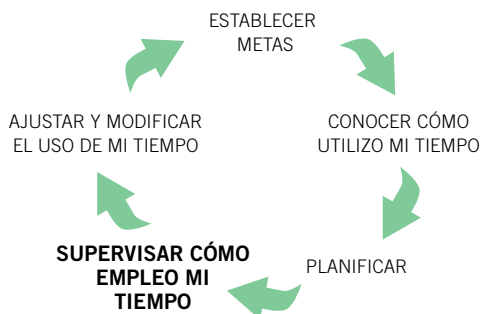 ESTABLECER
METAS
CONOCER CÓMO
UTILIZO MI TIEMPO
PLANIFICAR
SUPERVISAR CÓMO
EMPLEO MI
TIEMPO
AJUSTAR Y MODIFICAR
EL USO DE MI TIEMPO